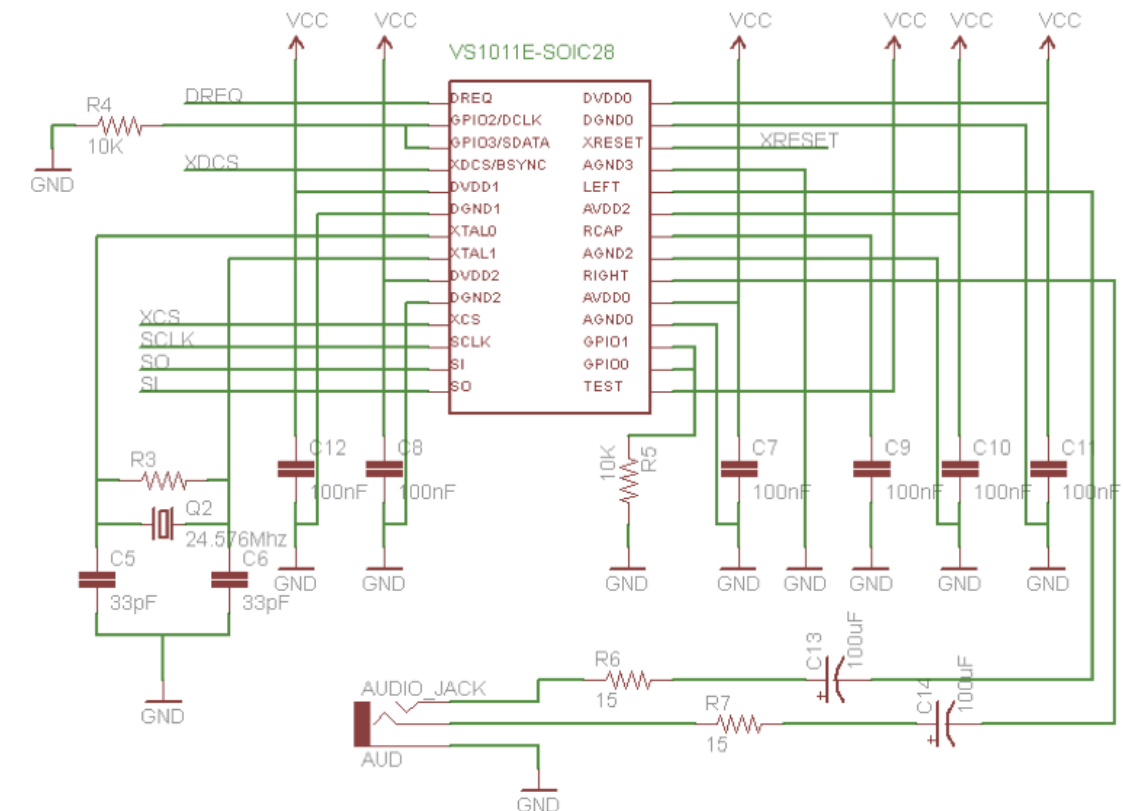 VCC
VCC
VCC
VCC
VCC
VCC
VS1011E-SOIC28
DREQ
R4
10K
GND
XDCS
XCS
SCLK
SO
SI
DREQ
GPIO2/DCLK
GPIO3/SDATA
XDCS/BSYNC
DVDD1
DGND1
XTAL0
XTAL1
DVDD2
DGND2
XCS
SCLK
SI
SO
DVDD0
DGND0
XRESET
AGND3
LEFT
AVDD2
RCAP
AGND2
RIGHT
AVDD0
AGND0
GPIO1
GPIO0
TEST
XRESET
R3
Q2
24.576Mhz
C5
33pF
C6
33pF
GND
C12
100nF
GND
C8
100nF
GND
10K
R5
GND
C7
100nF
GND
GND
C9
100nF
GND
C10
100nF
GND
C11
100nF
GND
AUDIO_JACK
AUD
GND
R6
15
R7
15
C13
100uF
+
C14
100uF
+